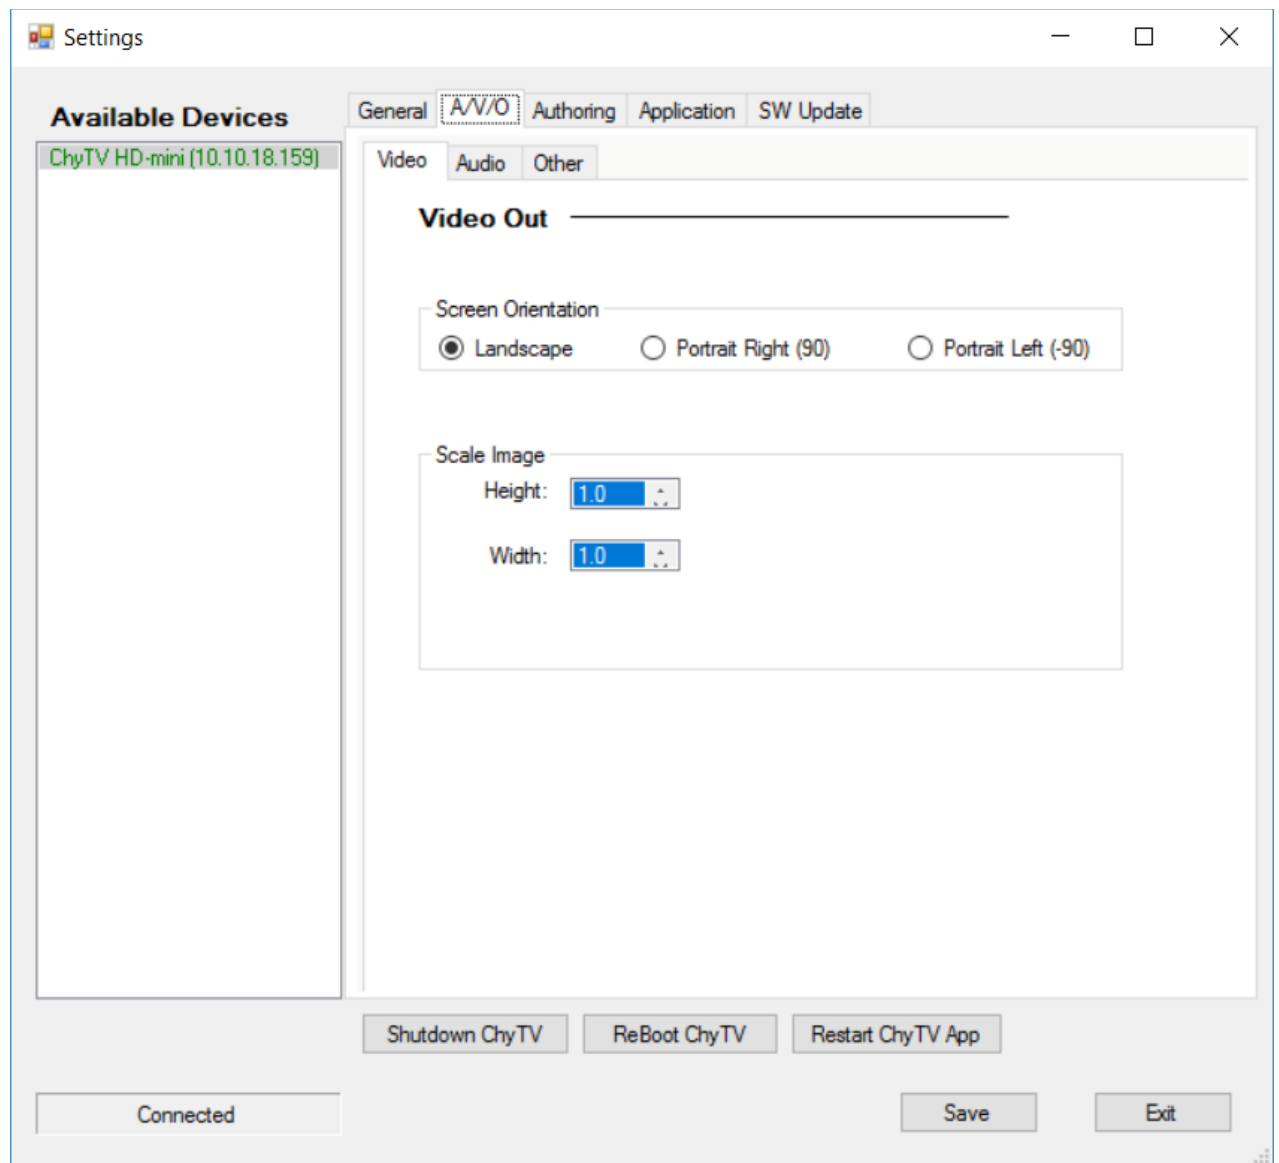 Settings
Available Devices
General A/V/O Authoring Application SW Update
ChyTV HD-mini (10.10.18.159)
Video Audio Other
Video Out
Screen Orientation
Landscape Portrait Right (90) Portrait Left (-90)
Scale Image
Height: 1.0
Width: 1.0
Shutdown ChyTV ReBoot ChyTV Restart ChyTV App
Connected Save Exit